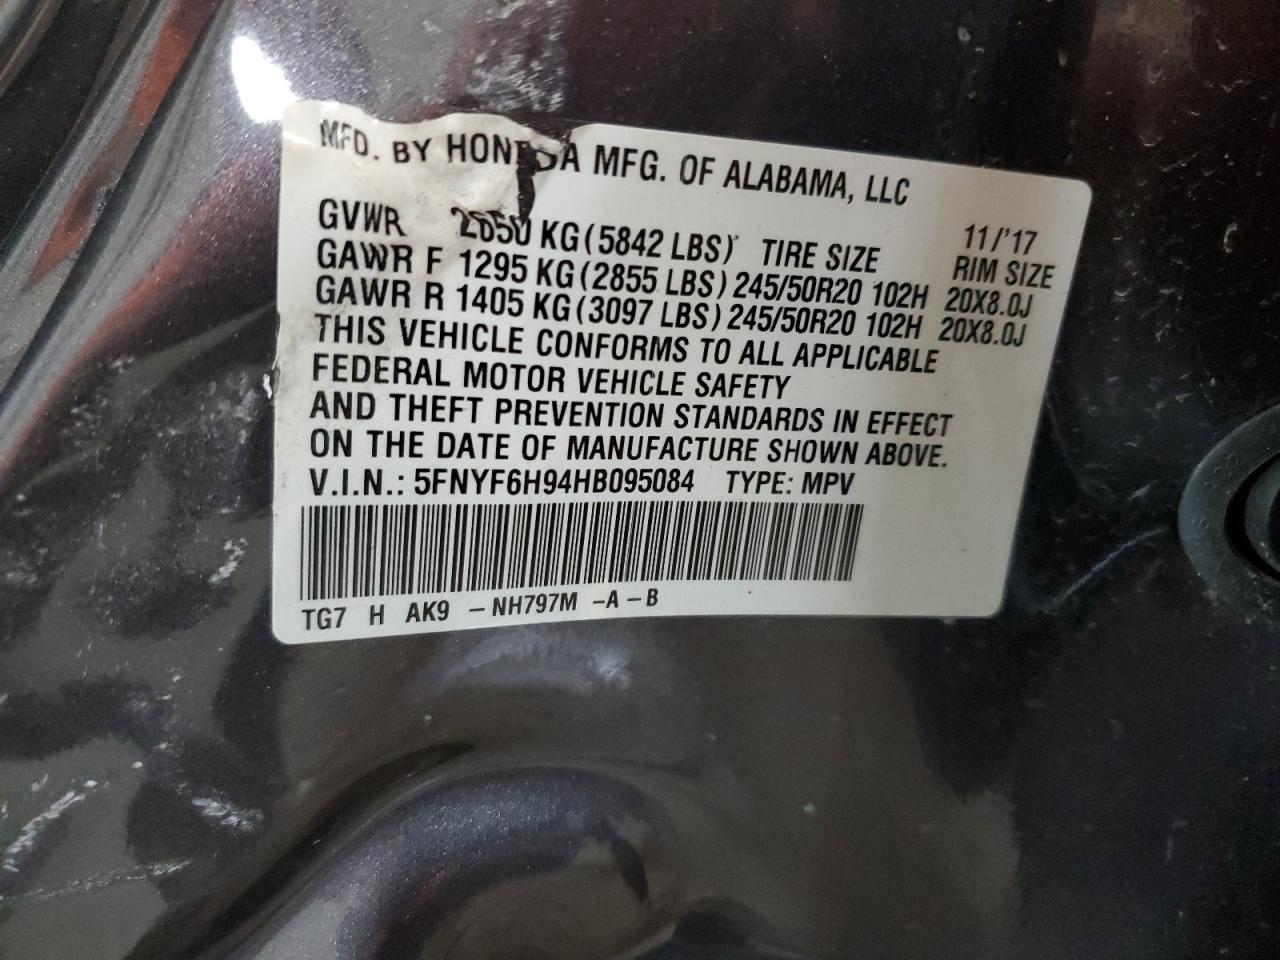 MFD. BY HONDA MFG. OF ALABAMA, LLC
11/'17
GVWR 2650 KG (5842 LBS) TIRE SIZE RIM SIZE
GAWR F 1295 KG (2855 LBS) 245/50R20 102H 20X8.0J
GAWR R 1405 KG (3097 LBS) 245/50R20 102H 20X8.0J
THIS VEHICLE CONFORMS TO ALL APPLICABLE
FEDERAL MOTOR VEHICLE SAFETY
AND THEFT PREVENTION STANDARDS IN EFFECT
ON THE DATE OF MANUFACTURE SHOWN ABOVE.
V.I.N.: 5FNYF6H94HB095084 TYPE: MPV
TG7 H AK9 -NH797M -A -B